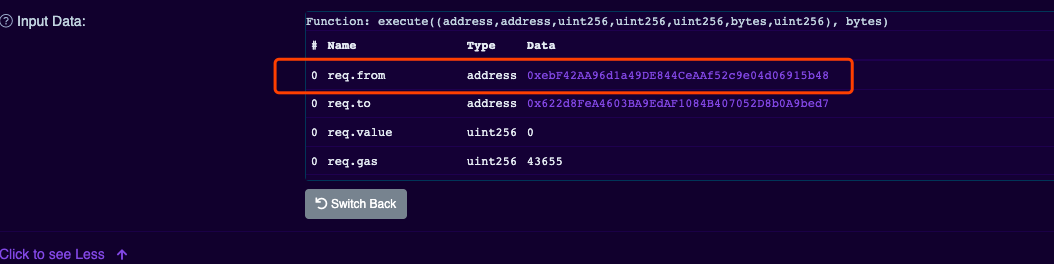 Input Data:
Function: execute((address,address,uint256,uint256,uint256,bytes,uint256), bytes)
# Name Type Data
0 req.from address 0xebF42AA96d1a49DE844CeAAf52c9e04d06915b48
0 req.to address 0x622d8FeA4603BA9EdAF1084B407052D8b0A9bed7
0 req.value uint256 0
0 req.gas uint256 43655
Switch Back
Click to see Less